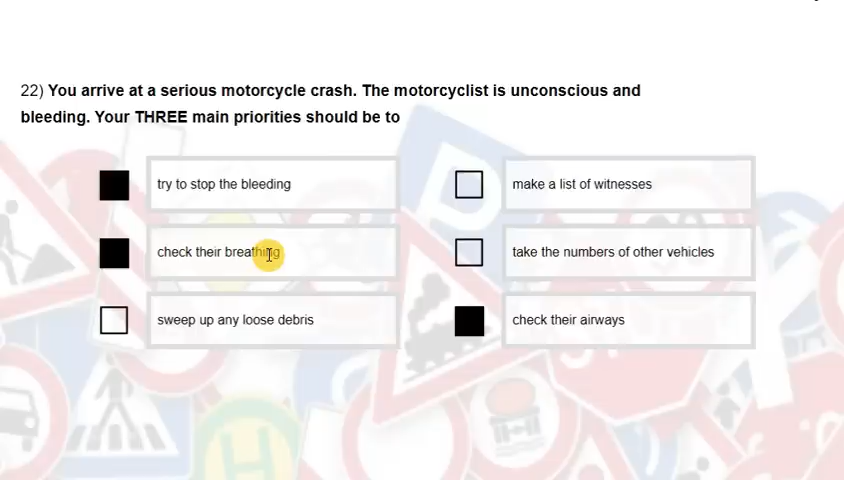 22) You arrive at a serious motorcycle crash. The motorcyclist is unconscious and
bleeding. Your THREE main priorities should be to
try to stop the bleeding
make a list of witnesses
check their breathing
take the numbers of other vehicles
sweep up any loose debris
check their airways
P
STOP
H